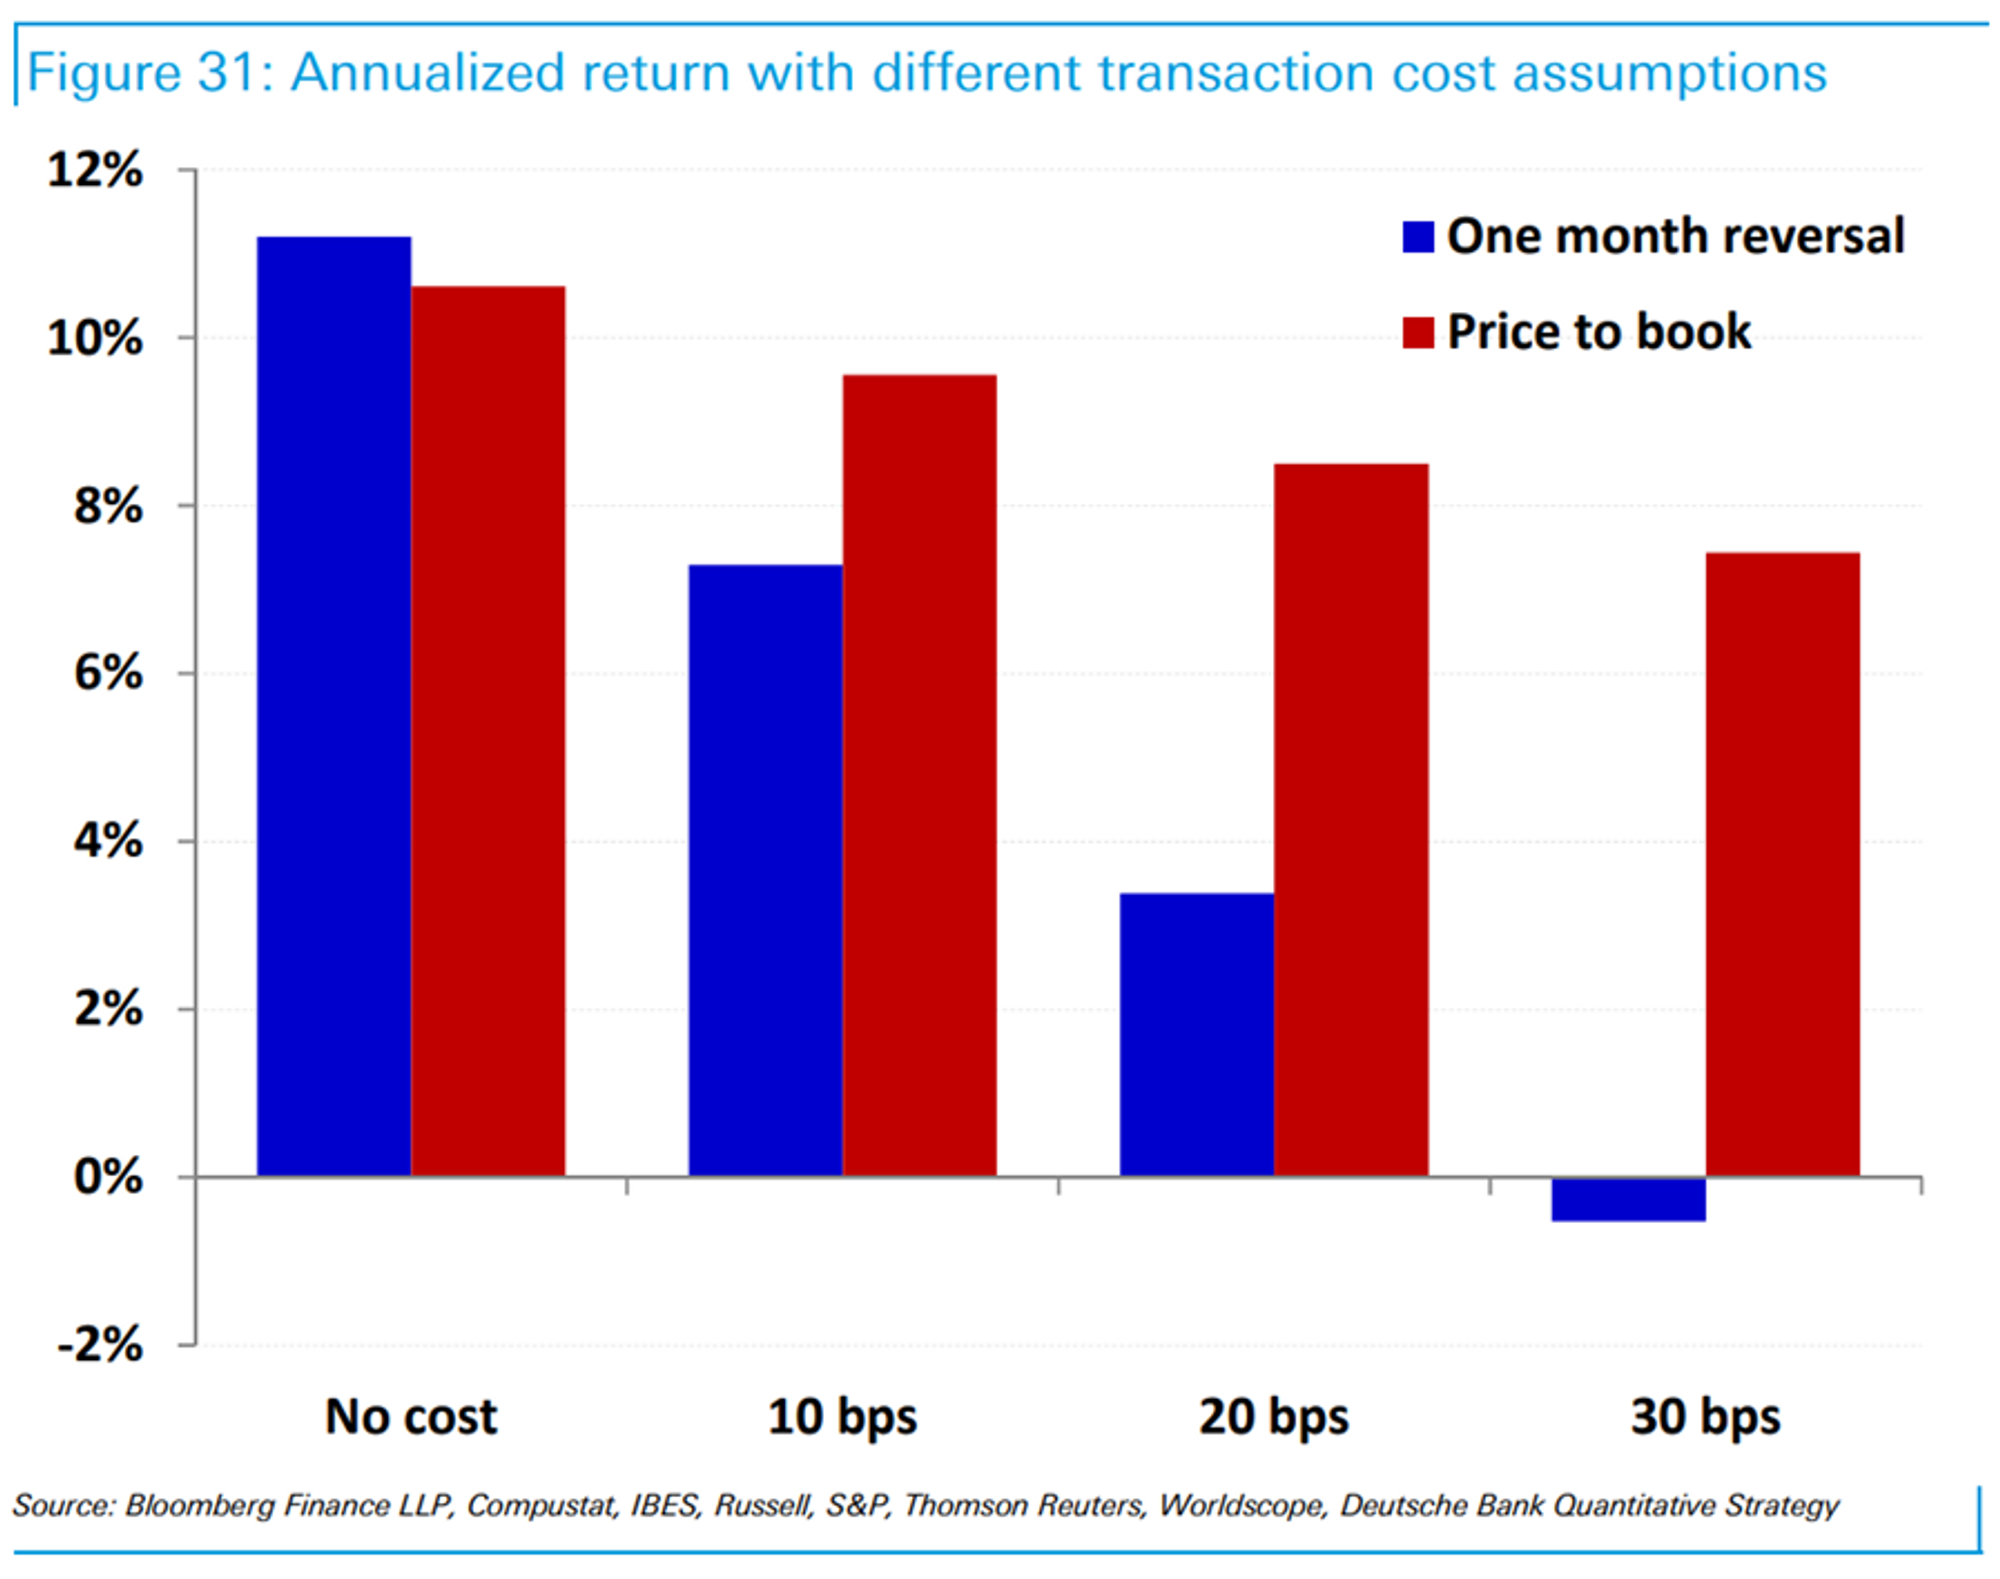 Figure 31: Annualized return with different transaction cost assumptions
12%
One month reversal
10%
Price to book
8%
6%
4%
2%
0%
-2%
No cost 10 bps 20 bps 30 bps
Source: Bloomberg Finance LLP, Compustat, IBES, Russell, S&P, Thomson Reuters, Worldscope, Deutsche Bank Quantitative Strategy